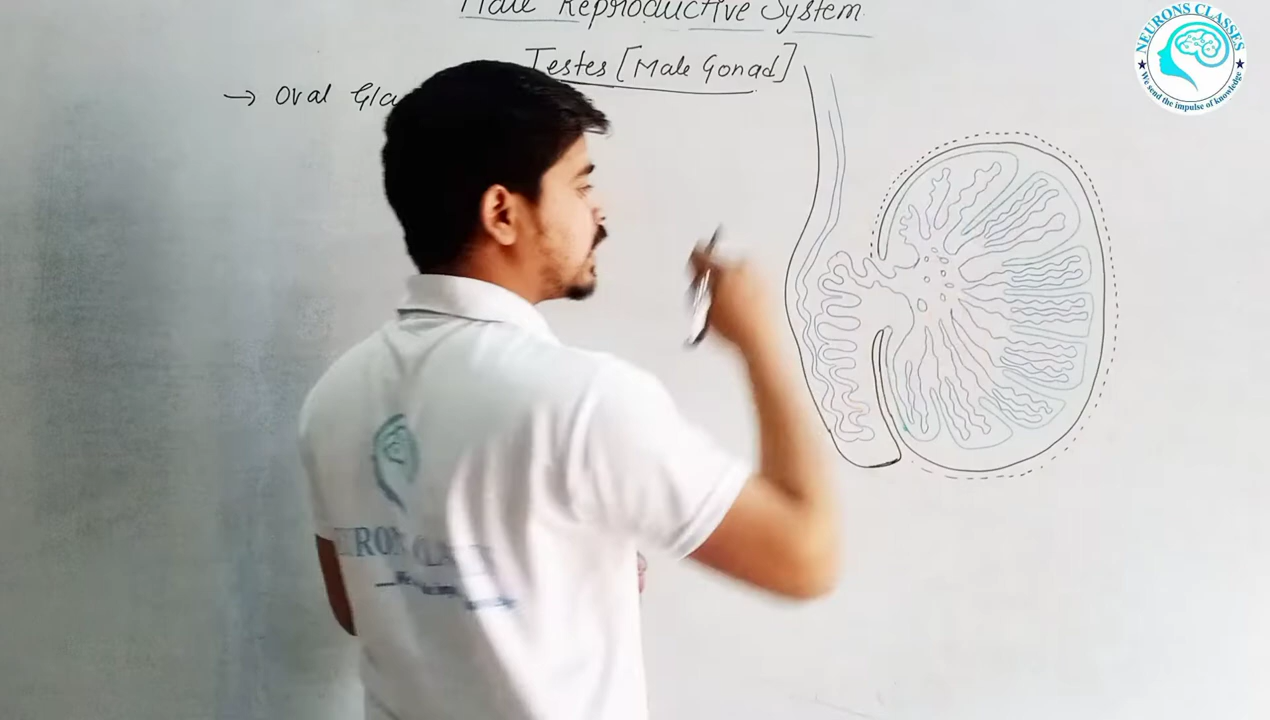 Male Reproductive System
Testes [Male Gonad]
→ Oval
NEURONS CLASSES
We send the impulse of knowledge